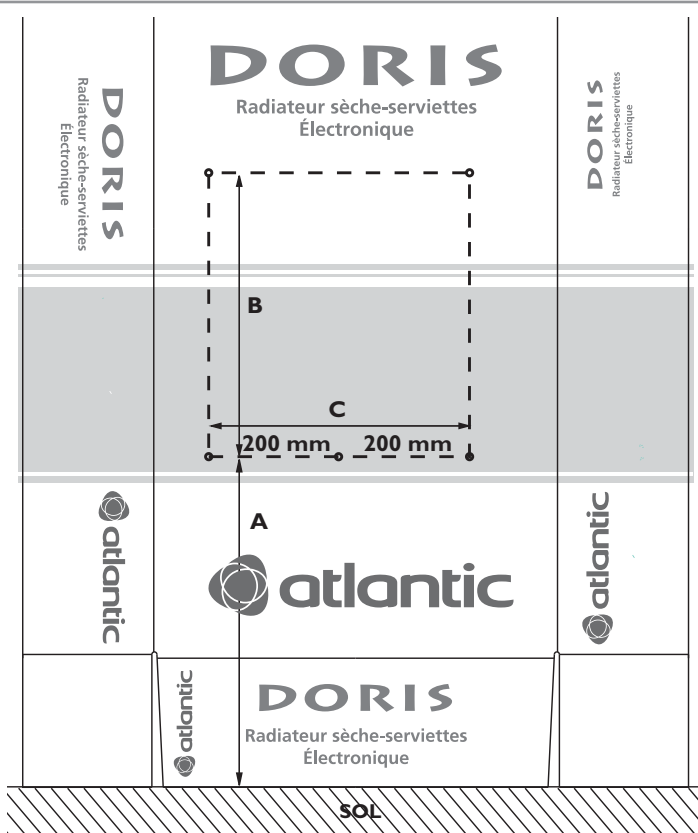 DORIS
Radiateur sèche-serviettes
Électronique
DORIS
Radiateur sèche-serviettes
Électronique
DORIS
Radiateur sèche-serviettes
Électronique
B
C
200 mm 200 mm
A
atlantic
atlantic
atlantic
atlantic
DORIS
Radiateur sèche-serviettes
Électronique
SOL